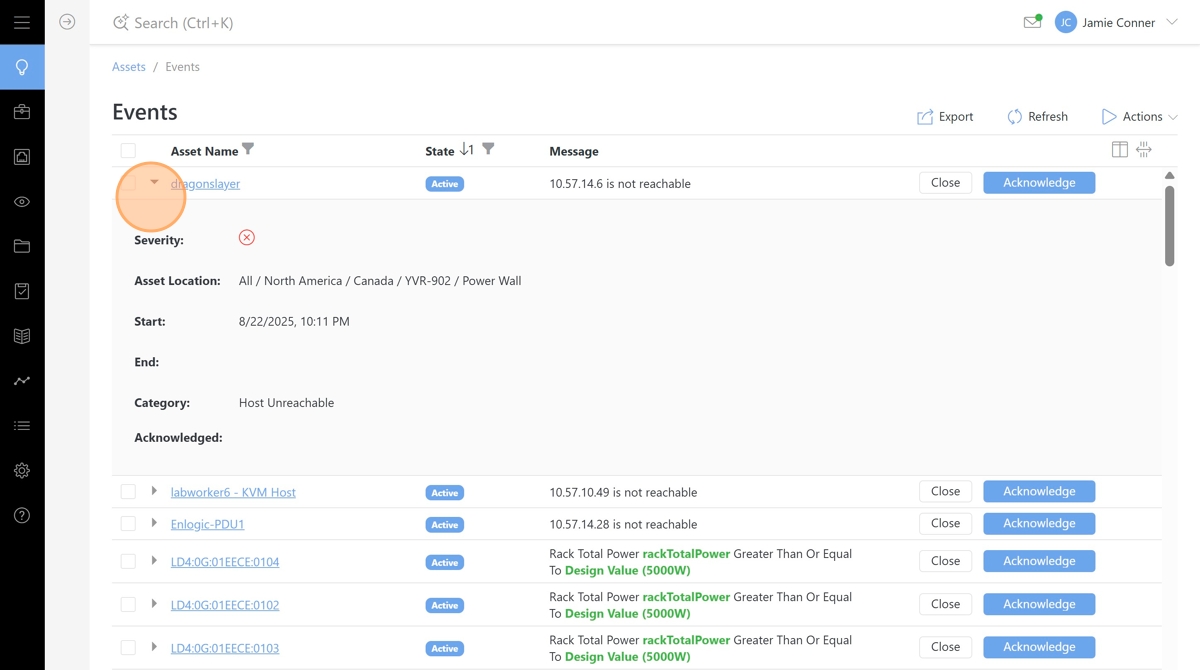 Search (Ctrl+K)
JC Jamie Conner
Assets / Events
Events
Export Refresh Actions
Asset Name State 1 Message
dragonslayer Active 10.57.14.6 is not reachable Close Acknowledge
Severity:
Asset Location: All / North America / Canada / YVR-902 / Power Wall
Start: 8/22/2025, 10:11 PM
End:
Category: Host Unreachable
Acknowledged:
labworker6 - KVM Host Active 10.57.10.49 is not reachable Close Acknowledge
Enlogic-PDU1 Active 10.57.14.28 is not reachable Close Acknowledge
LD4:0G:01EECE:0104 Active Rack Total Power rackTotalPower Greater Than Or Equal Close Acknowledge
To Design Value (5000W)
LD4:0G:01EECE:0102 Active Rack Total Power rackTotalPower Greater Than Or Equal Close Acknowledge
To Design Value (5000W)
LD4:0G:01EECE:0103 Active Rack Total Power rackTotalPower Greater Than Or Equal Close Acknowledge
To Design Value (5000W)